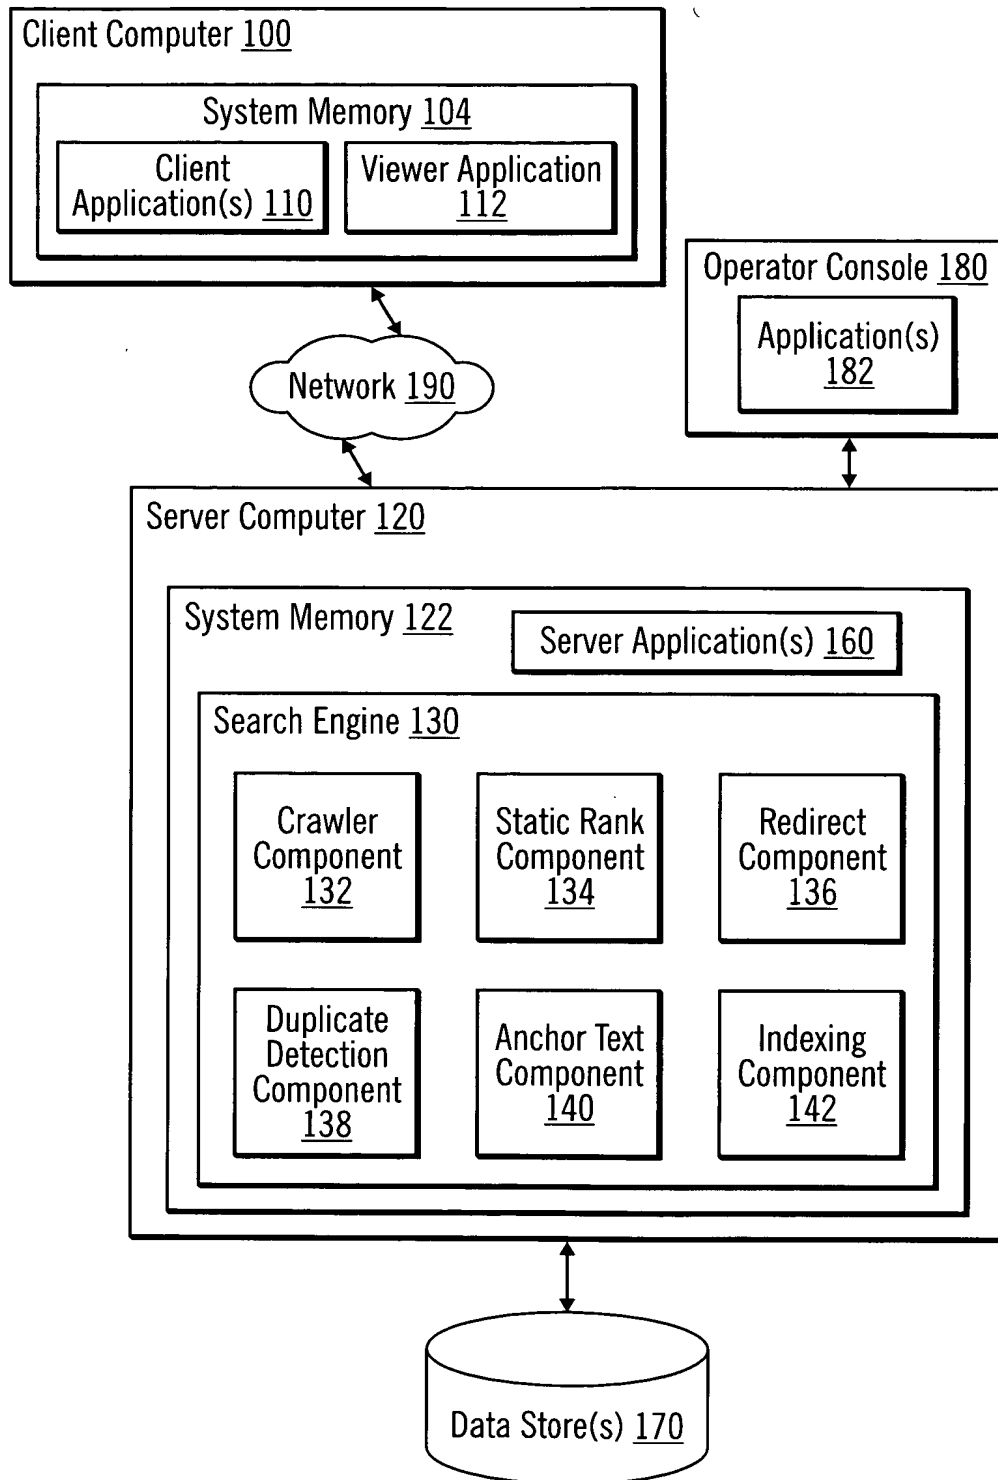 Client Computer 100
System Memory 104
Client
Application(s) 110
Viewer Application
112
Operator Console 180
Application(s)
182
Network 190
Server Computer 120
System Memory 122
Server Application(s) 160
Search Engine 130
Crawler
Component
132
Static Rank
Component
134
Redirect
Component
136
Duplicate
Detection
Component
138
Anchor Text
Component
140
Indexing
Component
142
Data Store(s) 170